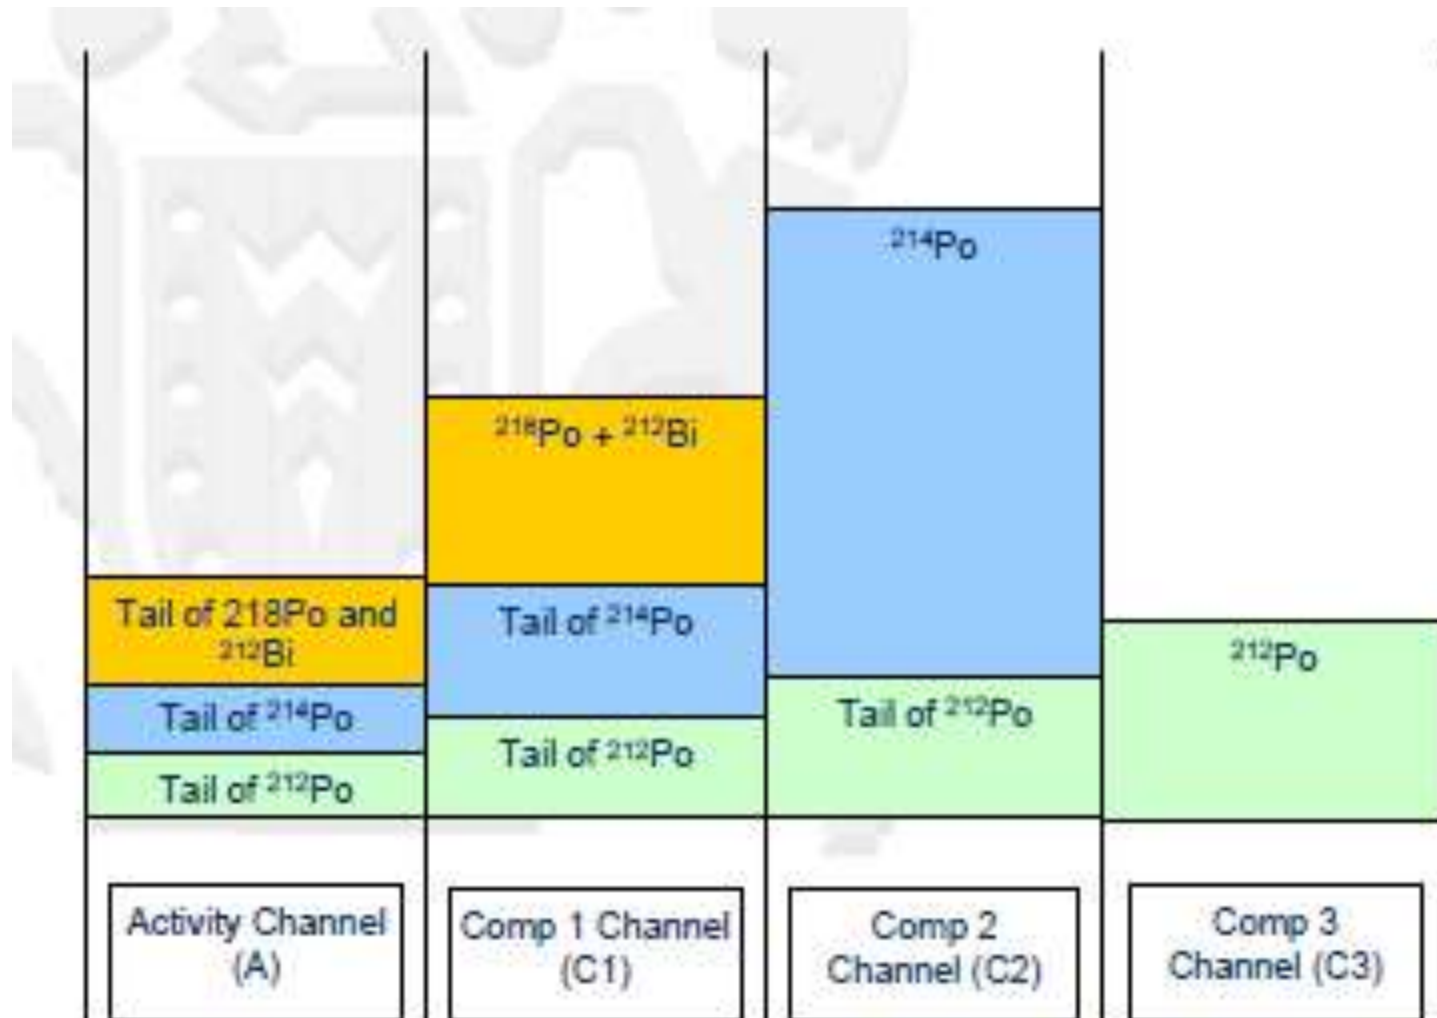 ²¹⁴Po
²¹⁸Po + ²¹²Bi
Tail of 218Po and
²¹²Bi
Tail of ²¹⁴Po
Tail of ²¹²Po
Tail of ²¹⁴Po
Tail of ²¹²Po
Tail of ²¹²Po
²¹²Po
Activity Channel
(A)
Comp 1 Channel
(C1)
Comp 2
Channel (C2)
Comp 3
Channel (C3)